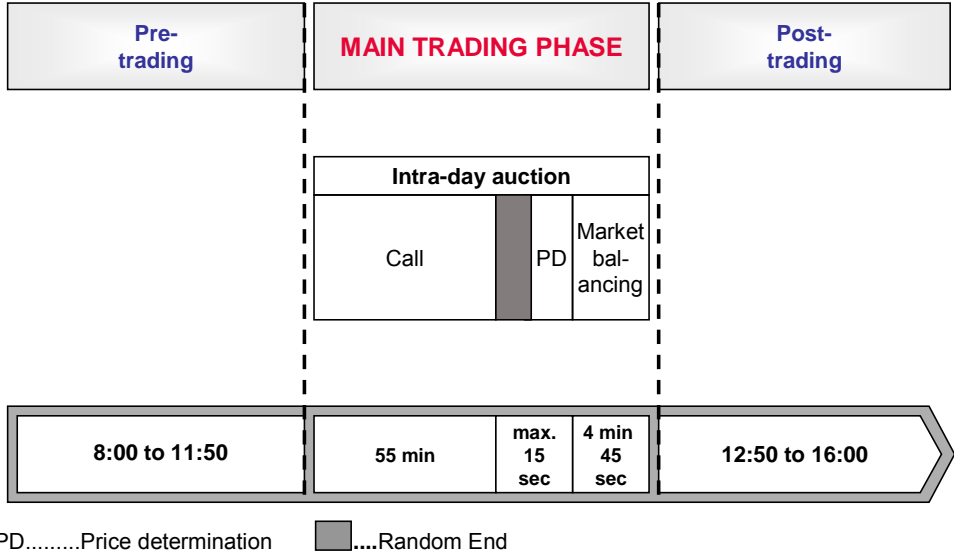 Pre-
trading
MAIN TRADING PHASE
Post-
trading
Intra-day auction
Call
PD
Market
bal-
ancing
8:00 to 11:50
55 min
max.
15
sec
4 min
45
sec
12:50 to 16:00
PD.........Price determination
....Random End